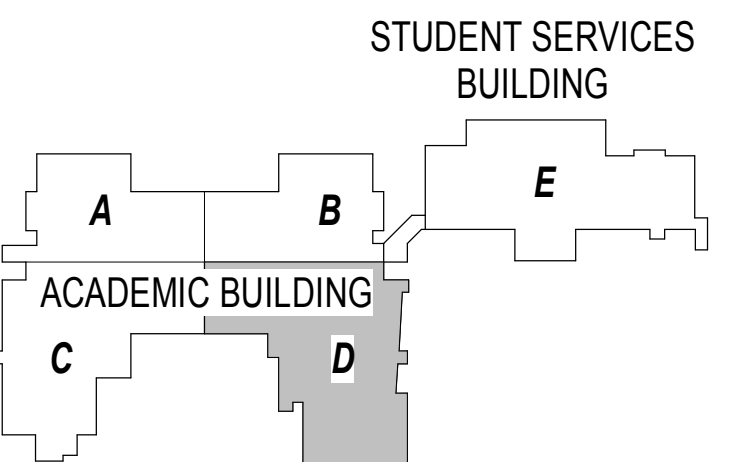 STUDENT SERVICES
BUILDING
E
A
B
ACADEMIC BUILDING
C
D